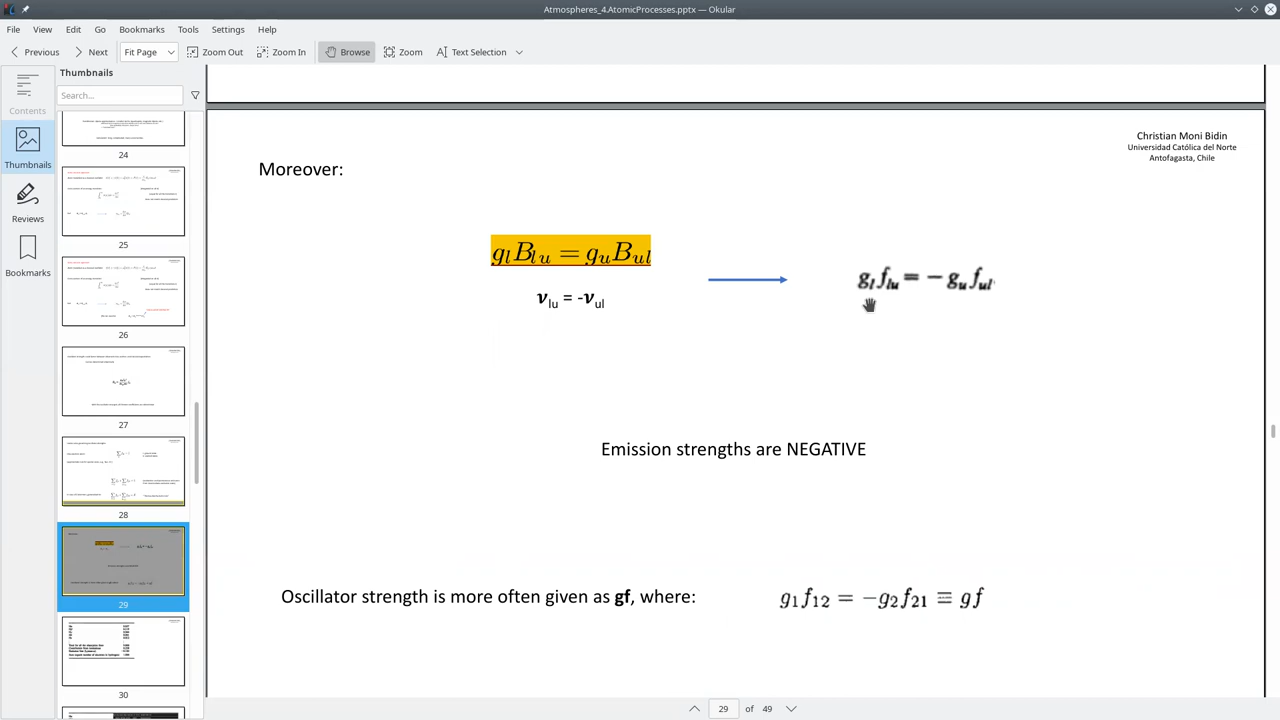 Atmospheres_4.AtomicProcesses.pptx — Okular
File View Edit Go Bookmarks Tools Settings Help
Previous Next Fit Page Zoom Out Zoom In Browse Zoom Text Selection
Thumbnails
Search...
Contents
Thumbnails
Reviews
Bookmarks
24
25
26
27
28
29
30
Christian Moni Bidin
Universidad Católica del Norte
Antofagasta, Chile
Moreover:
g_l B_lu = g_u B_ul
g_l f_lu = − g_u f_ul
ν_lu = -ν_ul
Emission strengths are NEGATIVE
Oscillator strength is more often given as gf, where: g_1 f_12 = −g_2 f_21 ≡ gf
29 of 49